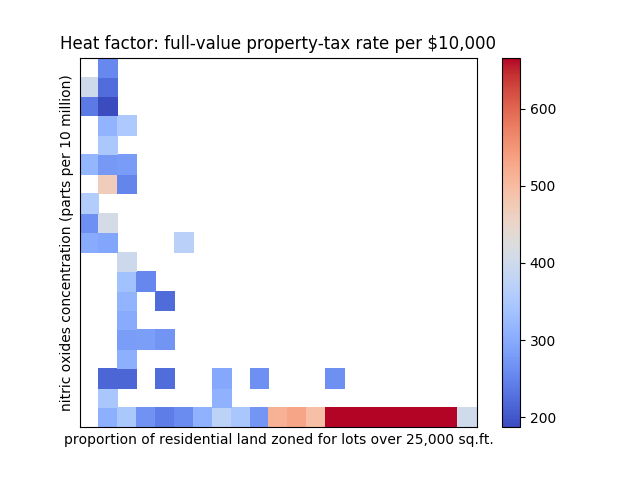 Heat factor: full-value property-tax rate per $10,000
nitric oxides concentration (parts per 10 million)
proportion of residential land zoned for lots over 25,000 sq.ft.
600
500
400
300
200